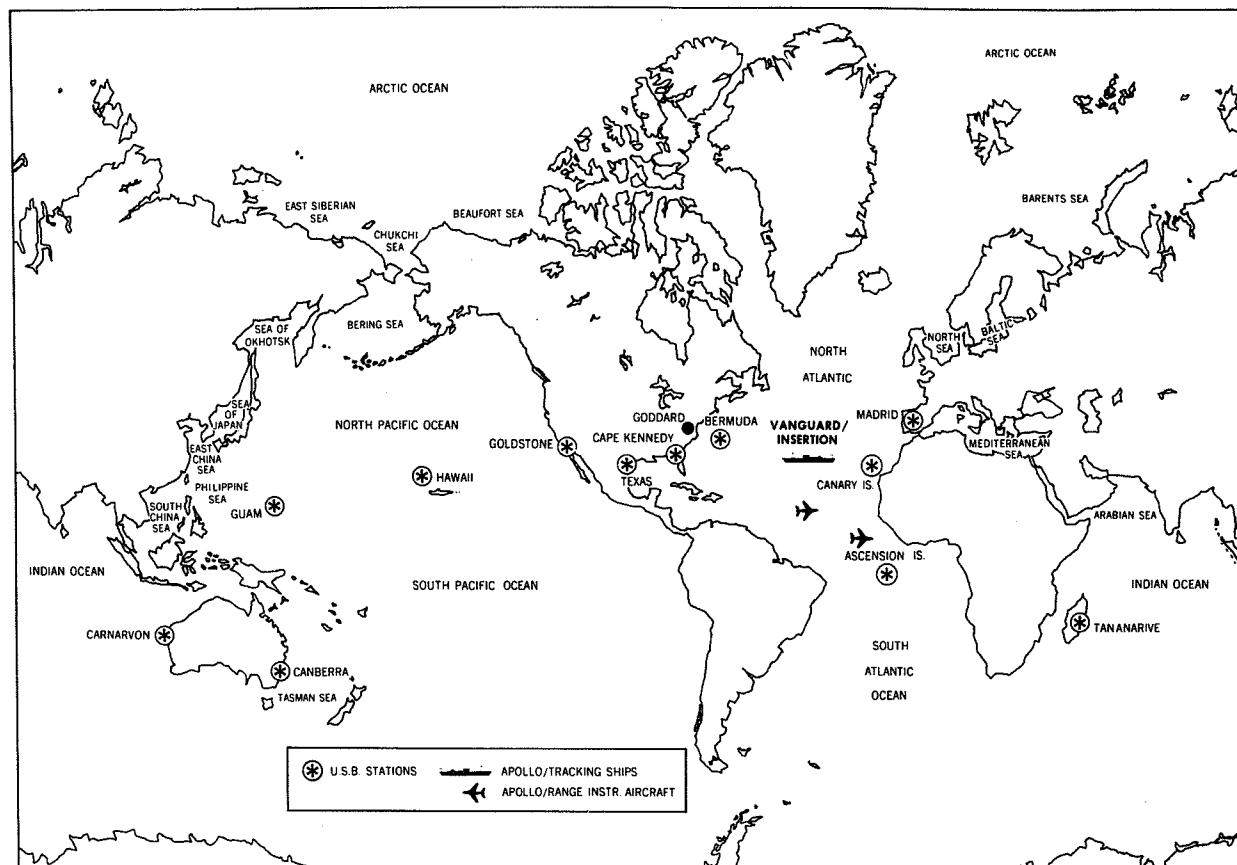 ARCTIC OCEAN
ARCTIC OCEAN
BARENTS SEA
EAST SIBERIAN
SEA
BEAUFORT SEA
CHUKCHI
SEA
SEA OF
OKHOTSK
BERING SEA
NORTH
SEA
BALTIC
SEA
NORTH
ATLANTIC
SEA
OF
JAPAN
NORTH PACIFIC OCEAN
GODDARD
BERMUDA
MADRID
VANGUARD/
INSERTION
GOLDSTONE
CAPE KENNEDY
MEDITERRANEAN
SEA
EAST
CHINA
SEA
HAWAII
TEXAS
CANARY IS.
PHILIPPINE
SEA
SOUTH
CHINA
SEA
GUAM
ARABIAN SEA
ASCENSION IS.
INDIAN OCEAN
SOUTH PACIFIC OCEAN
INDIAN OCEAN
CARNARVON
TANANARIVE
SOUTH
ATLANTIC
OCEAN
CANBERRA
TASMAN SEA
U.S.B. STATIONS
APOLLO/TRACKING SHIPS
APOLLO/RANGE INSTR. AIRCRAFT